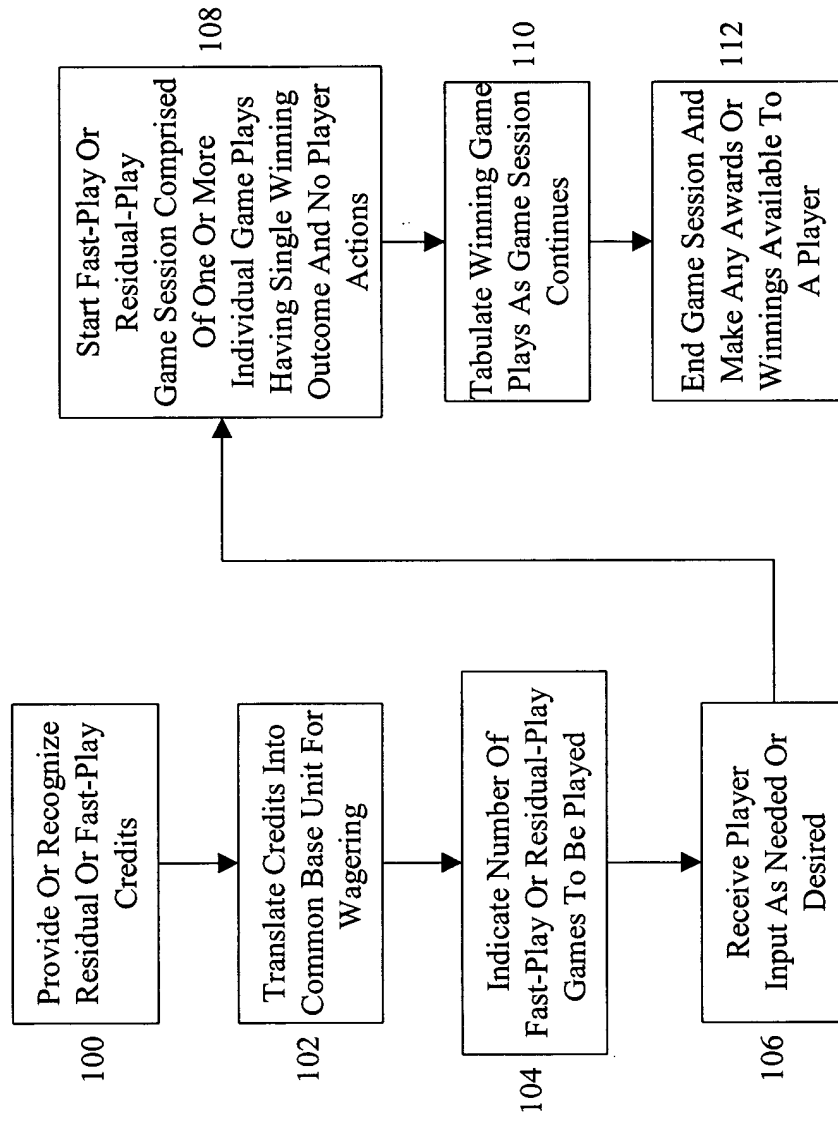 100
Provide Or Recognize
Residual Or Fast-Play
Credits
102
Translate Credits Into
Common Base Unit For
Wagering
104
Indicate Number Of
Fast-Play Or Residual-Play
Games To Be Played
106
Receive Player
Input As Needed Or
Desired
Start Fast-Play Or
Residual-Play
Game Session Comprised
Of One Or More
Individual Game Plays
Having Single Winning
Outcome And No Player
Actions
108
Tabulate Winning Game
Plays As Game Session
Continues
110
End Game Session And
Make Any Awards Or
Winnings Available To
A Player
112